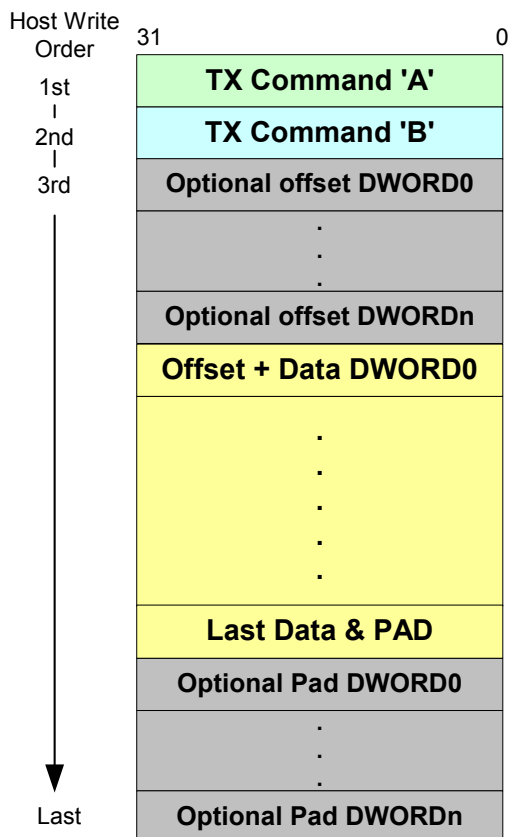 Host Write
Order
31 0
1st
TX Command 'A'
2nd
TX Command 'B'
3rd
Optional offset DWORD0
.
.
.
Optional offset DWORDn
Offset + Data DWORD0
.
.
.
.
.
Last Data & PAD
Optional Pad DWORD0
.
.
.
Last
Optional Pad DWORDn